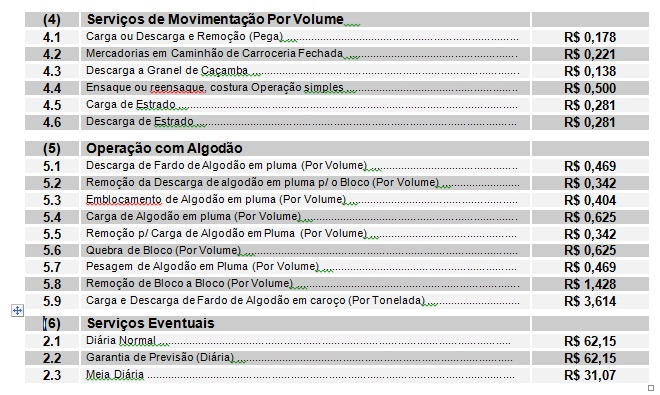 (4) Serviços de Movimentação Por Volume
4.1 Carga ou Descarga e Remoção (Pega) R$ 0,178
4.2 Mercadorias em Caminhão de Carroceria Fechada R$ 0,221
4.3 Descarga a Granel de Caçamba R$ 0,138
4.4 Ensaque ou reensaque, costura Operação simples R$ 0,500
4.5 Carga de Estrado R$ 0,281
4.6 Descarga de Estrado R$ 0,281
(5) Operação com Algodão
5.1 Descarga de Fardo de Algodão em pluma (Por Volume) R$ 0,469
5.2 Remoção da Descarga de algodão em pluma p/ o Bloco (Por Volume) R$ 0,342
5.3 Emblocamento de Algodão em pluma (Por Volume) R$ 0,404
5.4 Carga de Algodão em pluma (Por Volume) R$ 0,625
5.5 Remoção p/ Carga de Algodão em Pluma (Por Volume) R$ 0,342
5.6 Quebra de Bloco (Por Volume) R$ 0,625
5.7 Pesagem de Algodão em Pluma (Por Volume) R$ 0,469
5.8 Remoção de Bloco a Bloco (Por Volume) R$ 1,428
5.9 Carga e Descarga de Fardo de Algodão em caroço (Por Tonelada) R$ 3,614
(6) Serviços Eventuais
2.1 Diária Normal R$ 62,15
2.2 Garantia de Previsão (Diária) R$ 62,15
2.3 Meia Diária R$ 31,07